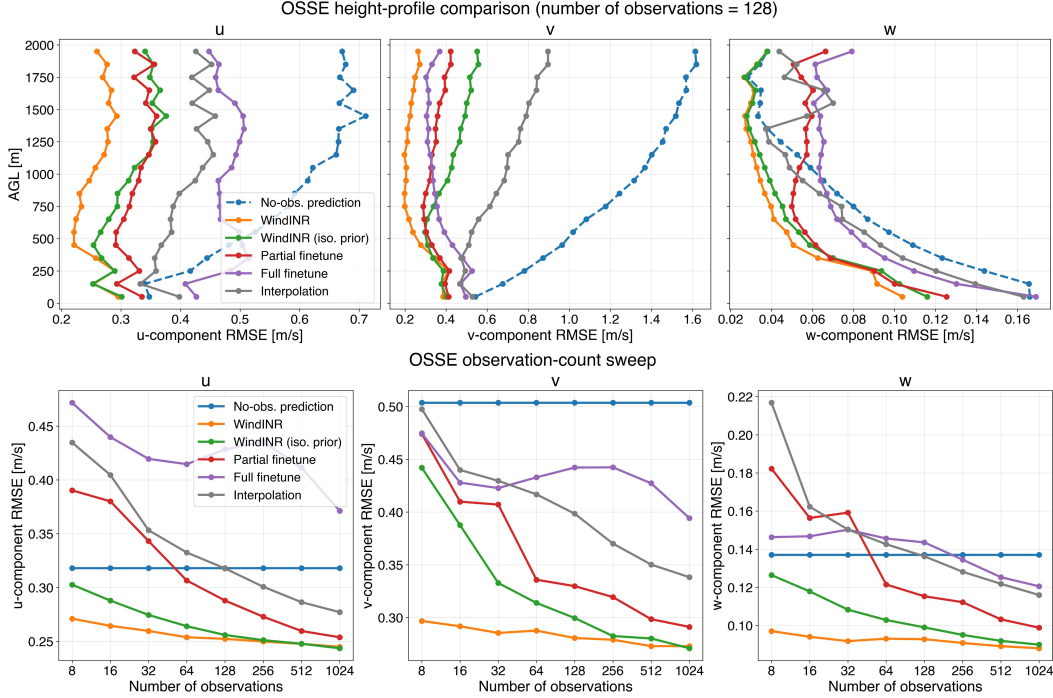 OSSE height-profile comparison (number of observations = 128)
u
v
w
AGL [m]
2000
1750
1500
1250
1000
750
500
250
0
No-obs. prediction
WindINR
WindINR (iso. prior)
Partial finetune
Full finetune
Interpolation
0.2 0.3 0.4 0.5 0.6 0.7
0.2 0.4 0.6 0.8 1.0 1.2 1.4 1.6
0.02 0.04 0.06 0.08 0.10 0.12 0.14 0.16
u-component RMSE [m/s]
v-component RMSE [m/s]
w-component RMSE [m/s]
OSSE observation-count sweep
u
v
w
u-component RMSE [m/s]
0.45
0.40
0.35
0.30
0.25
No-obs. prediction
WindINR
WindINR (iso. prior)
Partial finetune
Full finetune
Interpolation
v-component RMSE [m/s]
0.50
0.45
0.40
0.35
0.30
w-component RMSE [m/s]
0.22
0.20
0.18
0.16
0.14
0.12
0.10
8 16 32 64 128 256 512 1024
8 16 32 64 128 256 512 1024
8 16 32 64 128 256 512 1024
Number of observations
Number of observations
Number of observations